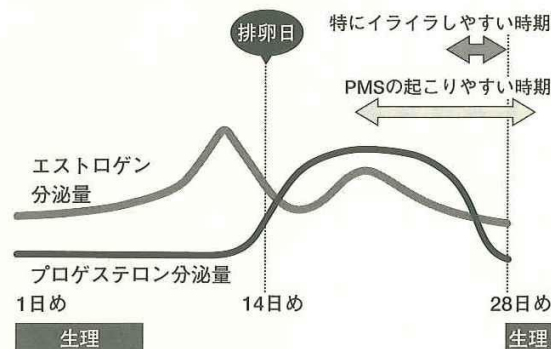 特にイライラしやすい時期
排卵日
PMSの起こりやすい時期
エストロゲン
分泌量
プロゲステロン分泌量
1日め
14日め
28日め
生理
生理